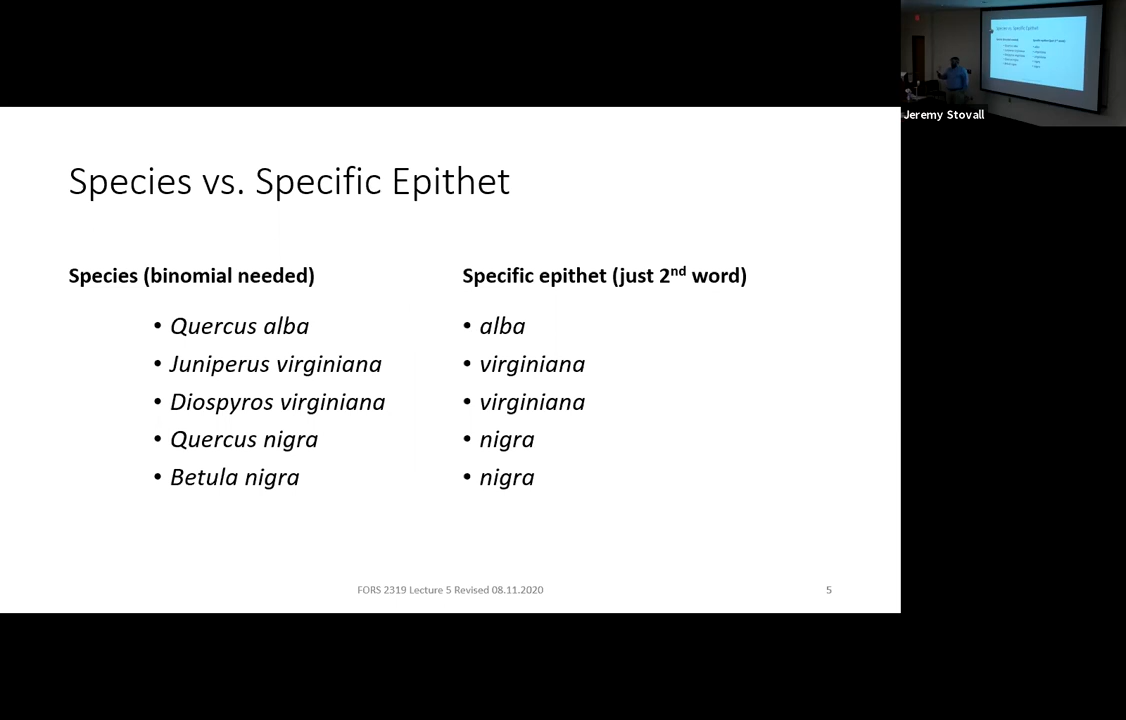 Jeremy Stovall
Species vs. Specific Epithet
Species (binomial needed)
• Quercus alba
• Juniperus virginiana
• Diospyros virginiana
• Quercus nigra
• Betula nigra
Specific epithet (just 2nd word)
• alba
• virginiana
• virginiana
• nigra
• nigra
FORS 2319 Lecture 5 Revised 08.11.2020
5